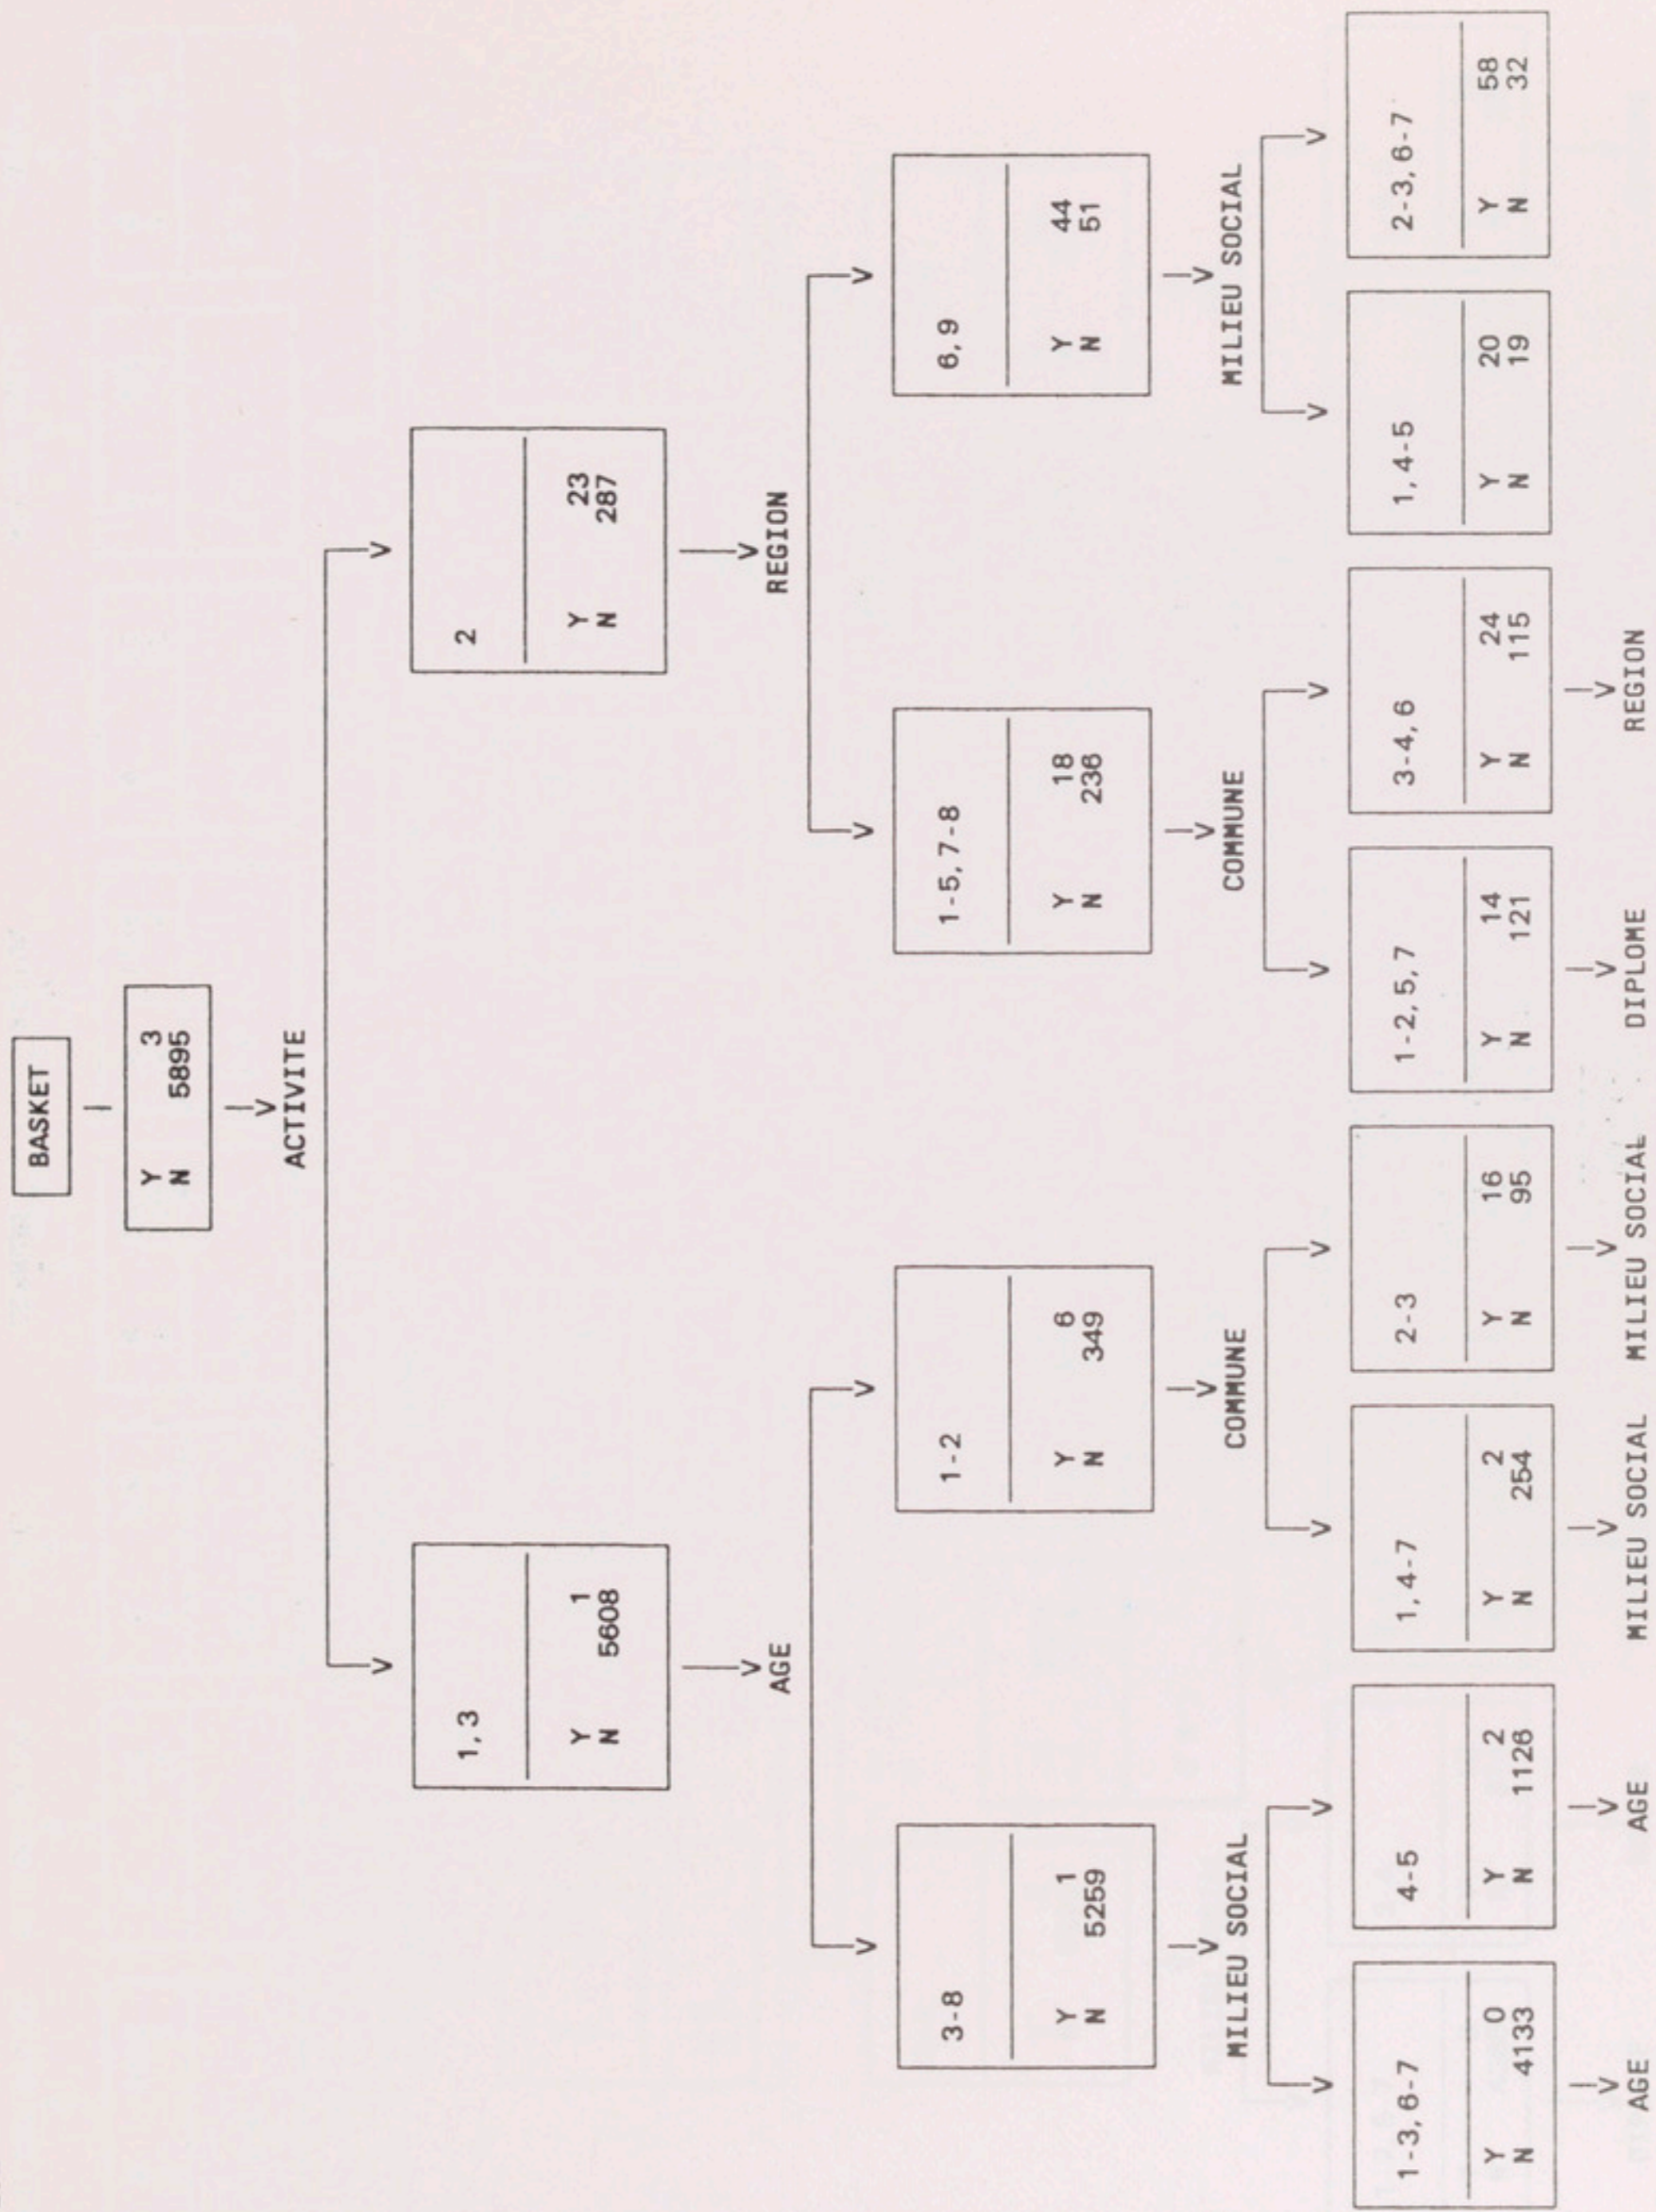 BASKET
Y 3
N 5895
ACTIVITE
1,3
Y 1
N 5608
2
Y 23
N 287
AGE
REGION
3-8
Y 1
N 5259
1-2
Y 6
N 349
1-5,7-8
Y 18
N 236
6,9
Y 44
N 51
MILIEU SOCIAL
COMMUNE
COMMUNE
MILIEU SOCIAL
1-3,6-7
Y 0
N 4133
4-5
Y 2
N 1126
1,4-7
Y 2
N 254
2-3
Y 16
N 95
1-2,5,7
Y 14
N 121
3-4,6
Y 24
N 115
1,4-5
Y 20
N 19
2-3,6-7
Y 58
N 32
AGE
AGE
MILIEU SOCIAL
MILIEU SOCIAL
DIPLOME
REGION